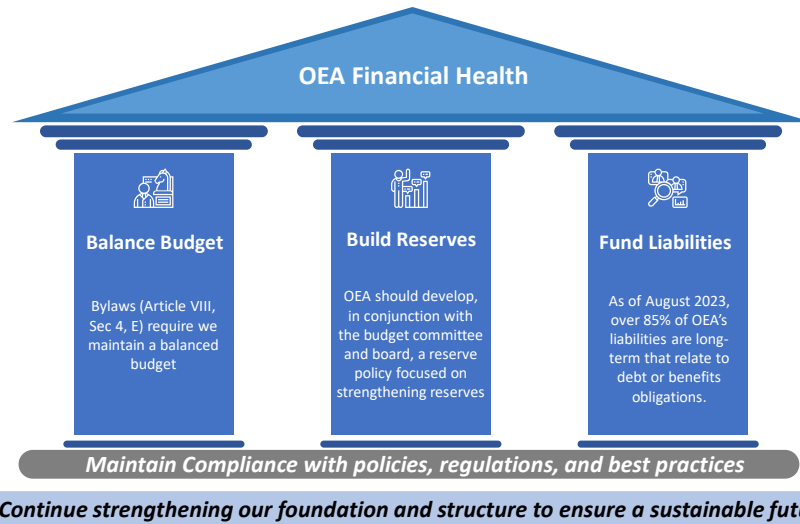 OEA Financial Health
Balance Budget
Bylaws (Article VIII,
Sec 4, E) require we
maintain a balanced
budget
Build Reserves
OEA should develop,
in conjunction with
the budget committee
and board, a reserve
policy focused on
strengthening reserves
Fund Liabilities
As of August 2023,
over 85% of OEA’s
liabilities are long-
term that relate to
debt or benefits
obligations.
Maintain Compliance with policies, regulations, and best practices
Continue strengthening our foundation and structure to ensure a sustainable